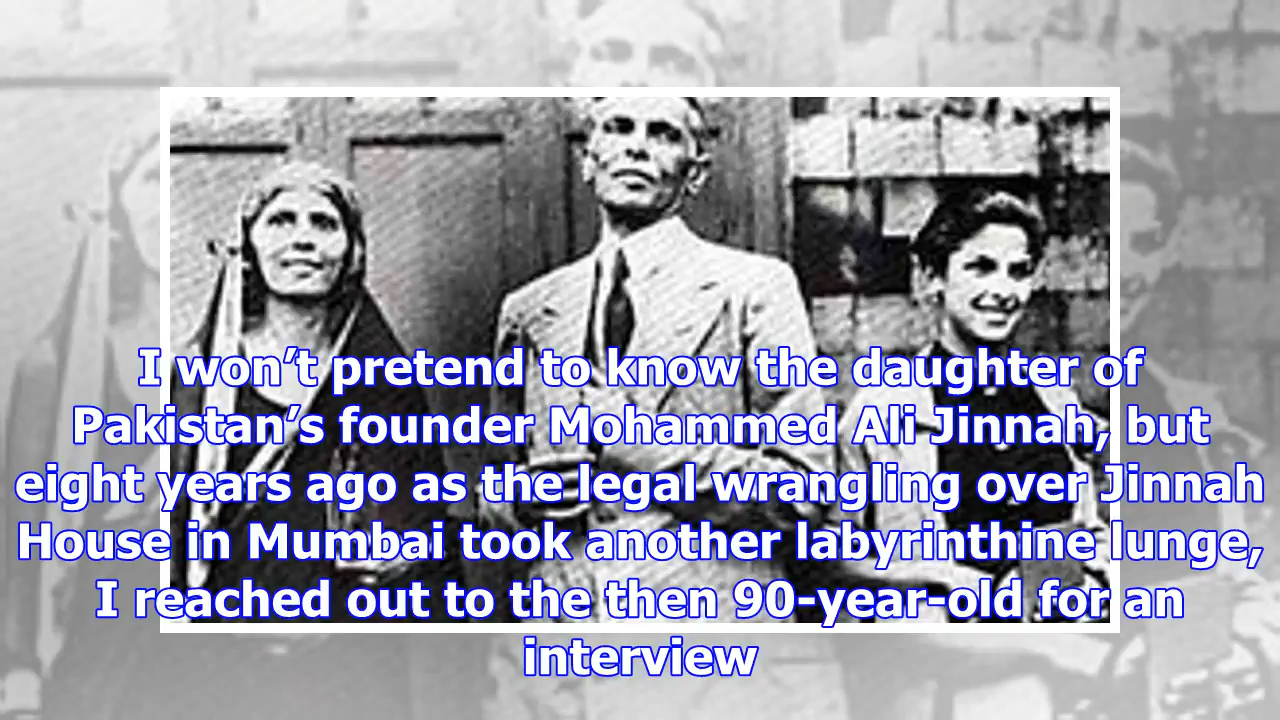 I won’t pretend to know the daughter of
Pakistan’s founder Mohammed Ali Jinnah, but
eight years ago as the legal wrangling over Jinnah
House in Mumbai took another labyrinthine lunge,
I reached out to the then 90-year-old for an
interview